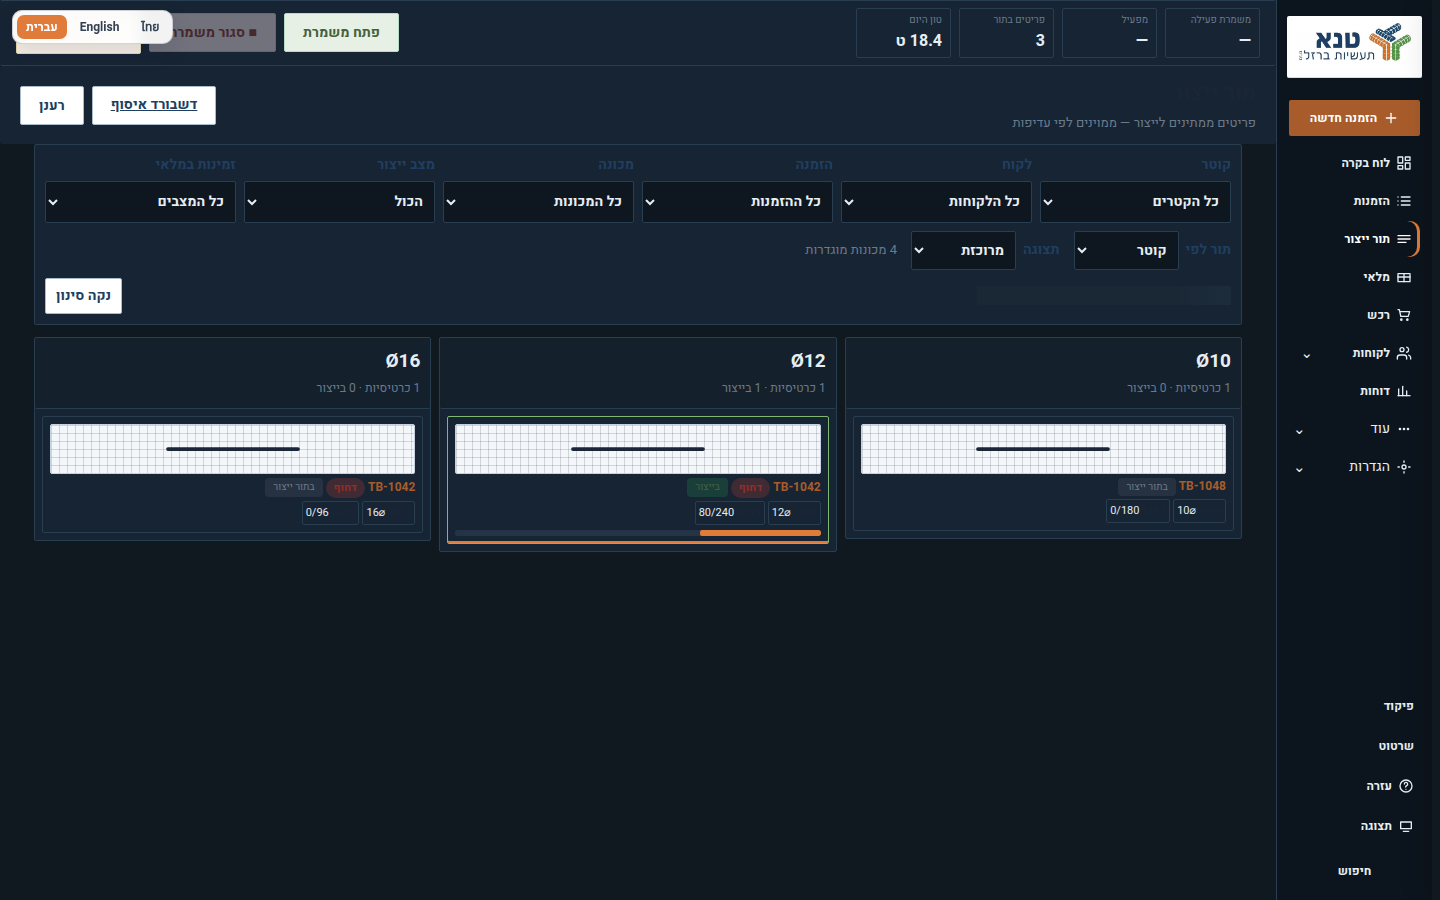 טנא
תעשיות ברזל
הזמנה חדשה
לוח בקרה
הזמנות
תור ייצור
מלאי
רכש
לקוחות
דוחות
עוד
הגדרות
פיקוד
שרטוט
עזרה
תצוגה
חיפוש
משמרת פעילה
—
מפעיל
—
פריטים בתור
3
טון היום
18.4 ט
פתח משמרת
■ סגור משמרת
עברית English ไทย
פריטים ממתינים לייצור — ממוינים לפי עדיפות
דשבורד איסוף
רענן
קוטר
כל הקטרים
לקוח
כל הלקוחות
הזמנה
כל ההזמנות
מכונה
כל המכונות
מצב ייצור
הכול
זמינות במלאי
כל המצבים
תור לפי קוטר תצוגה מרוכזת 4 מכונות מוגדרות
נקה סינון
Ø10
1 כרטיסיות · 0 בייצור
TB-1048 בתור ייצור
10⌀ 0/180
Ø12
1 כרטיסיות · 1 בייצור
TB-1042 דחוף בייצור
12⌀ 80/240
Ø16
1 כרטיסיות · 0 בייצור
TB-1042 דחוף בתור ייצור
16⌀ 0/96